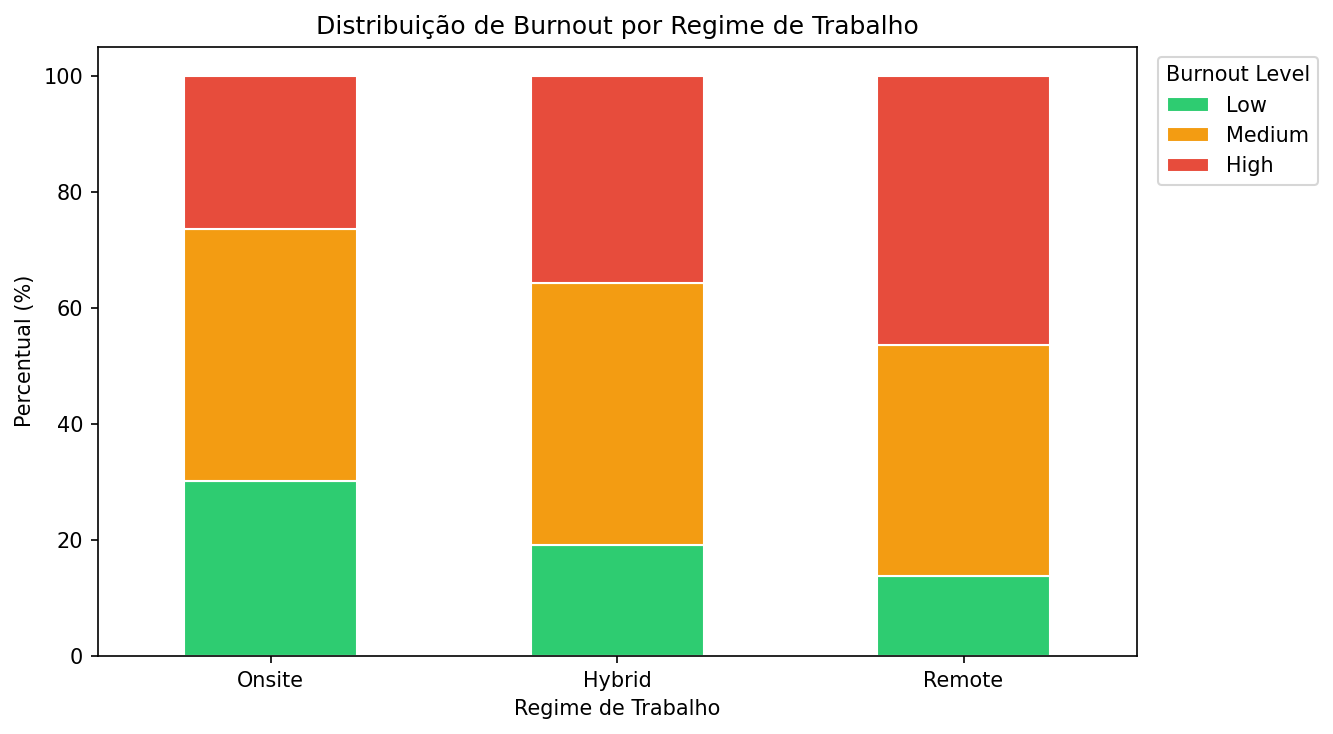 Distribuição de Burnout por Regime de Trabalho
Burnout Level
Low
Medium
High
Percentual (%)
100
80
60
40
20
0
Onsite
Hybrid
Remote
Regime de Trabalho